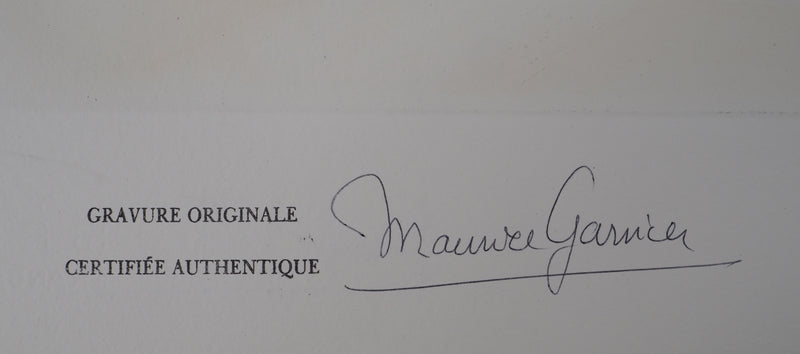 GRAVURE ORIGINALE
CERTIFIÉE AUTHENTIQUE
Maurice Garnier